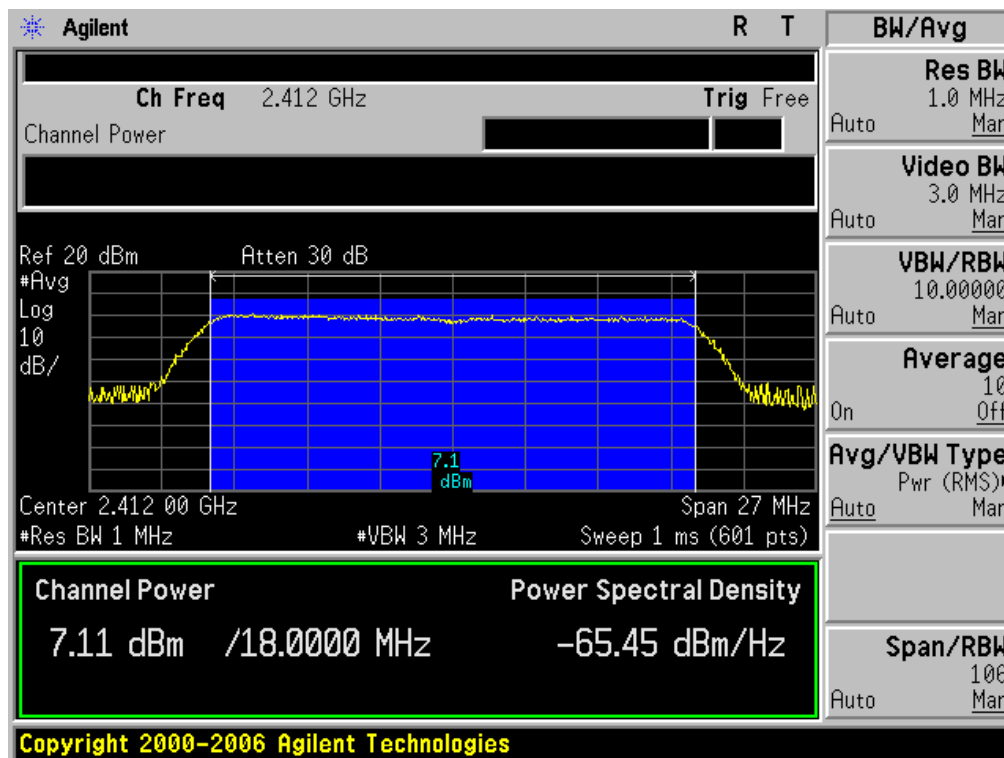 Agilent
R T
BW/Avg
Ch Freq 2.412 GHz Trig Free
Channel Power
Ref 20 dBm Atten 30 dB
#Avg
Log
10
dB/
7.1
dBm
Center 2.412 00 GHz Span 27 MHz
#Res BW 1 MHz #VBW 3 MHz Sweep 1 ms (601 pts)
Channel Power Power Spectral Density
7.11 dBm /18.0000 MHz -65.45 dBm/Hz
Copyright 2000-2006 Agilent Technologies
Res BW
1.0 MHz
Auto Man
Video BW
3.0 MHz
Auto Man
VBW/RBW
10.00000
Auto Man
Average
10
On Off
Avg/VBW Type
Pwr (RMS)
Auto Man
Span/RBW
106
Auto Man